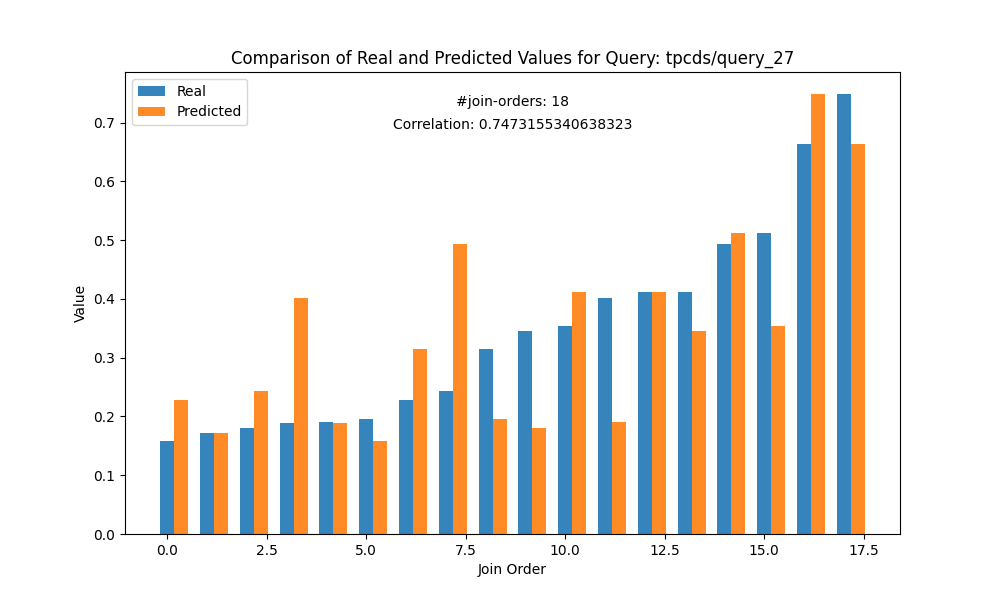 Comparison of Real and Predicted Values for Query: tpcds/query_27
Real
Predicted
#join-orders: 18
Correlation: 0.7473155340638323
Value
0.7
0.6
0.5
0.4
0.3
0.2
0.1
0.0
0.0 2.5 5.0 7.5 10.0 12.5 15.0 17.5
Join Order